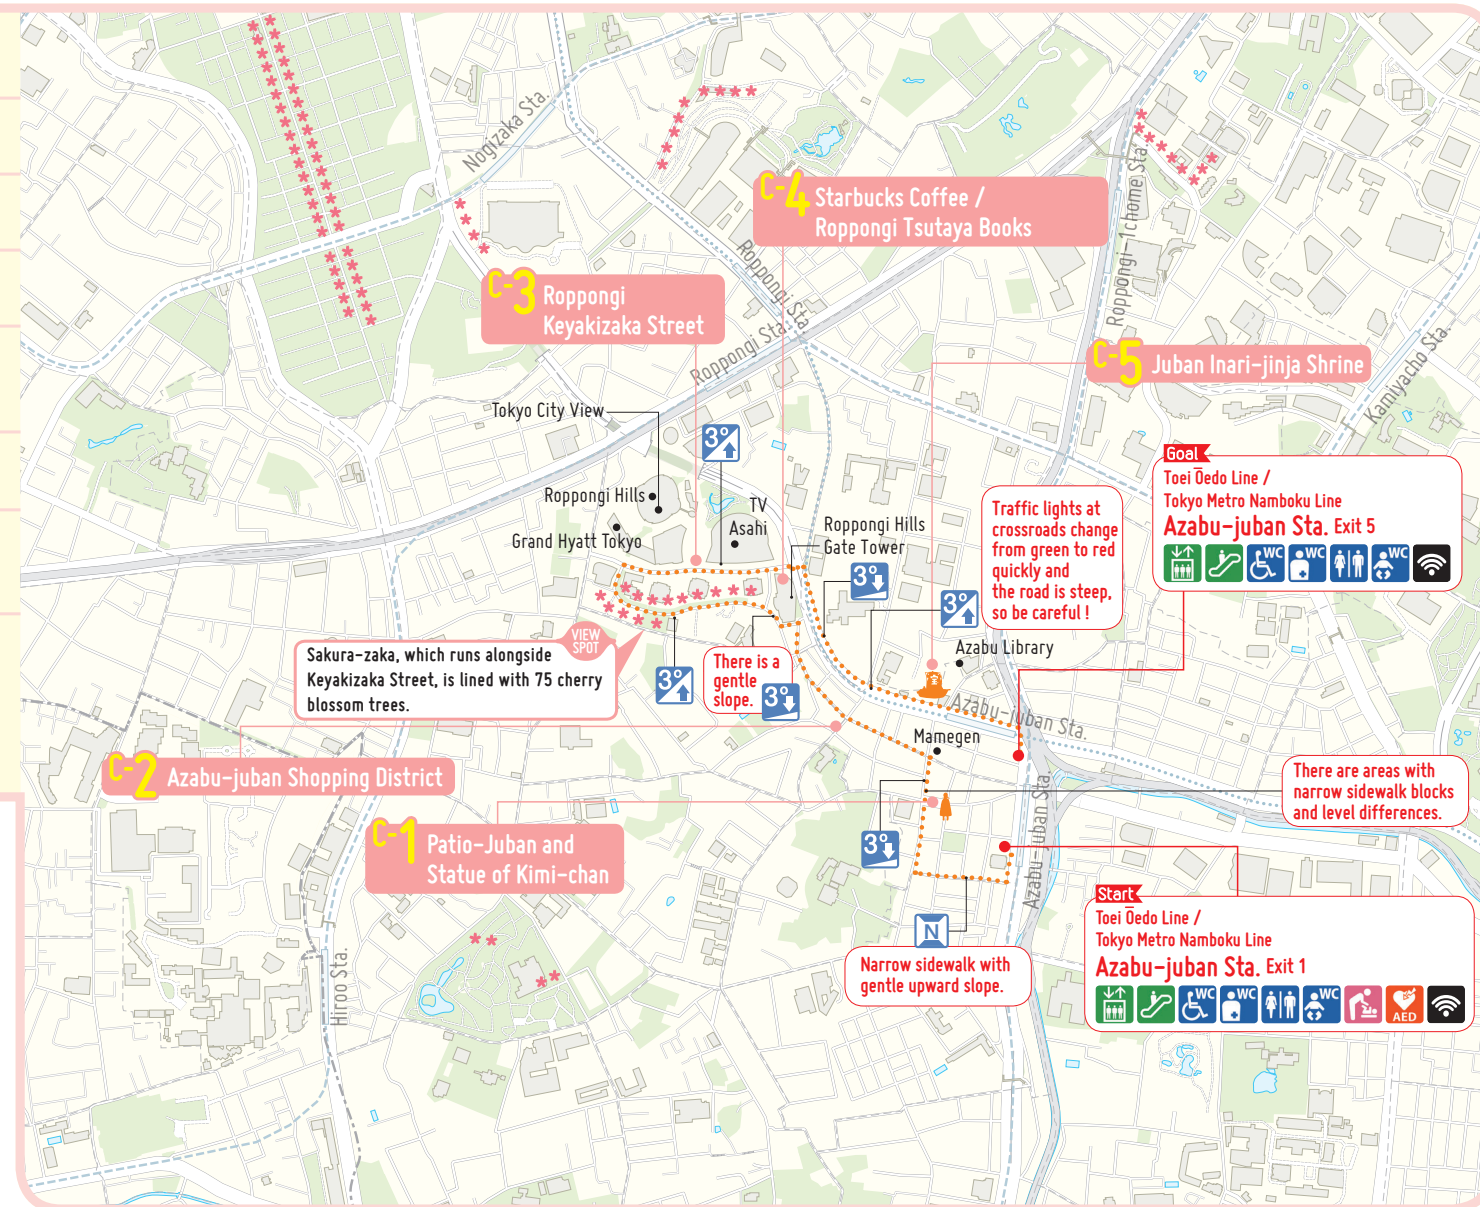 Nogizaka Sta.
C-4 Starbucks Coffee /
Roppongi Tsutaya Books
Roppongi-1chome Sta.
C-3 Roppongi
Keyakizaka Street
Roppongi Sta.
Roppongi Sta.
C-5 Juban Inari-jinja Shrine
Kamiyacho Sta.
Tokyo City View
3°
Roppongi Hills
Grand Hyatt Tokyo
TV
Asahi
Roppongi Hills
Gate Tower
3°
3°
Traffic lights at
crossroads change
from green to red
quickly and
the road is steep,
so be careful !
Goal
Toei Ōedo Line /
Tokyo Metro Namboku Line
Azabu-juban Sta. Exit 5
WC
WC
WC
VIEW
SPOT
Sakura-zaka, which runs alongside
Keyakizaka Street, is lined with 75 cherry
blossom trees.
3°
There is a
gentle
slope.
3°
Azabu Library
Azabu-juban Sta.
Mamegen
C-2 Azabu-juban Shopping District
There are areas with
narrow sidewalk blocks
and level differences.
C-1 Patio-Juban and
Statue of Kimi-chan
3°
Azabu-juban Sta.
N
Narrow sidewalk with
gentle upward slope.
Start
Toei Ōedo Line /
Tokyo Metro Namboku Line
Azabu-juban Sta. Exit 1
WC
WC
WC
AED
Hiroo Sta.